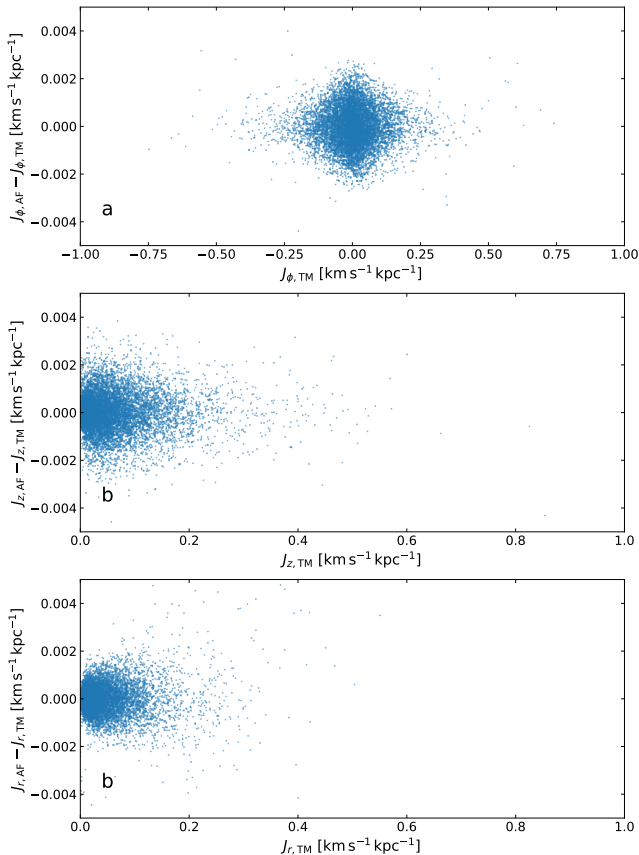 0.004
0.002
0.000
−0.002
−0.004
J_{ϕ,AF} − J_{ϕ,TM} [km s^{−1} kpc^{−1}]
a
−1.00 −0.75 −0.50 −0.25 0.00 0.25 0.50 0.75 1.00
J_{ϕ,TM} [km s^{−1} kpc^{−1}]
0.004
0.002
0.000
−0.002
−0.004
J_{z,AF} − J_{z,TM} [km s^{−1} kpc^{−1}]
b
0.0 0.2 0.4 0.6 0.8 1.0
J_{z,TM} [km s^{−1} kpc^{−1}]
0.004
0.002
0.000
−0.002
−0.004
J_{r,AF} − J_{r,TM} [km s^{−1} kpc^{−1}]
b
0.0 0.2 0.4 0.6 0.8 1.0
J_{r,TM} [km s^{−1} kpc^{−1}]